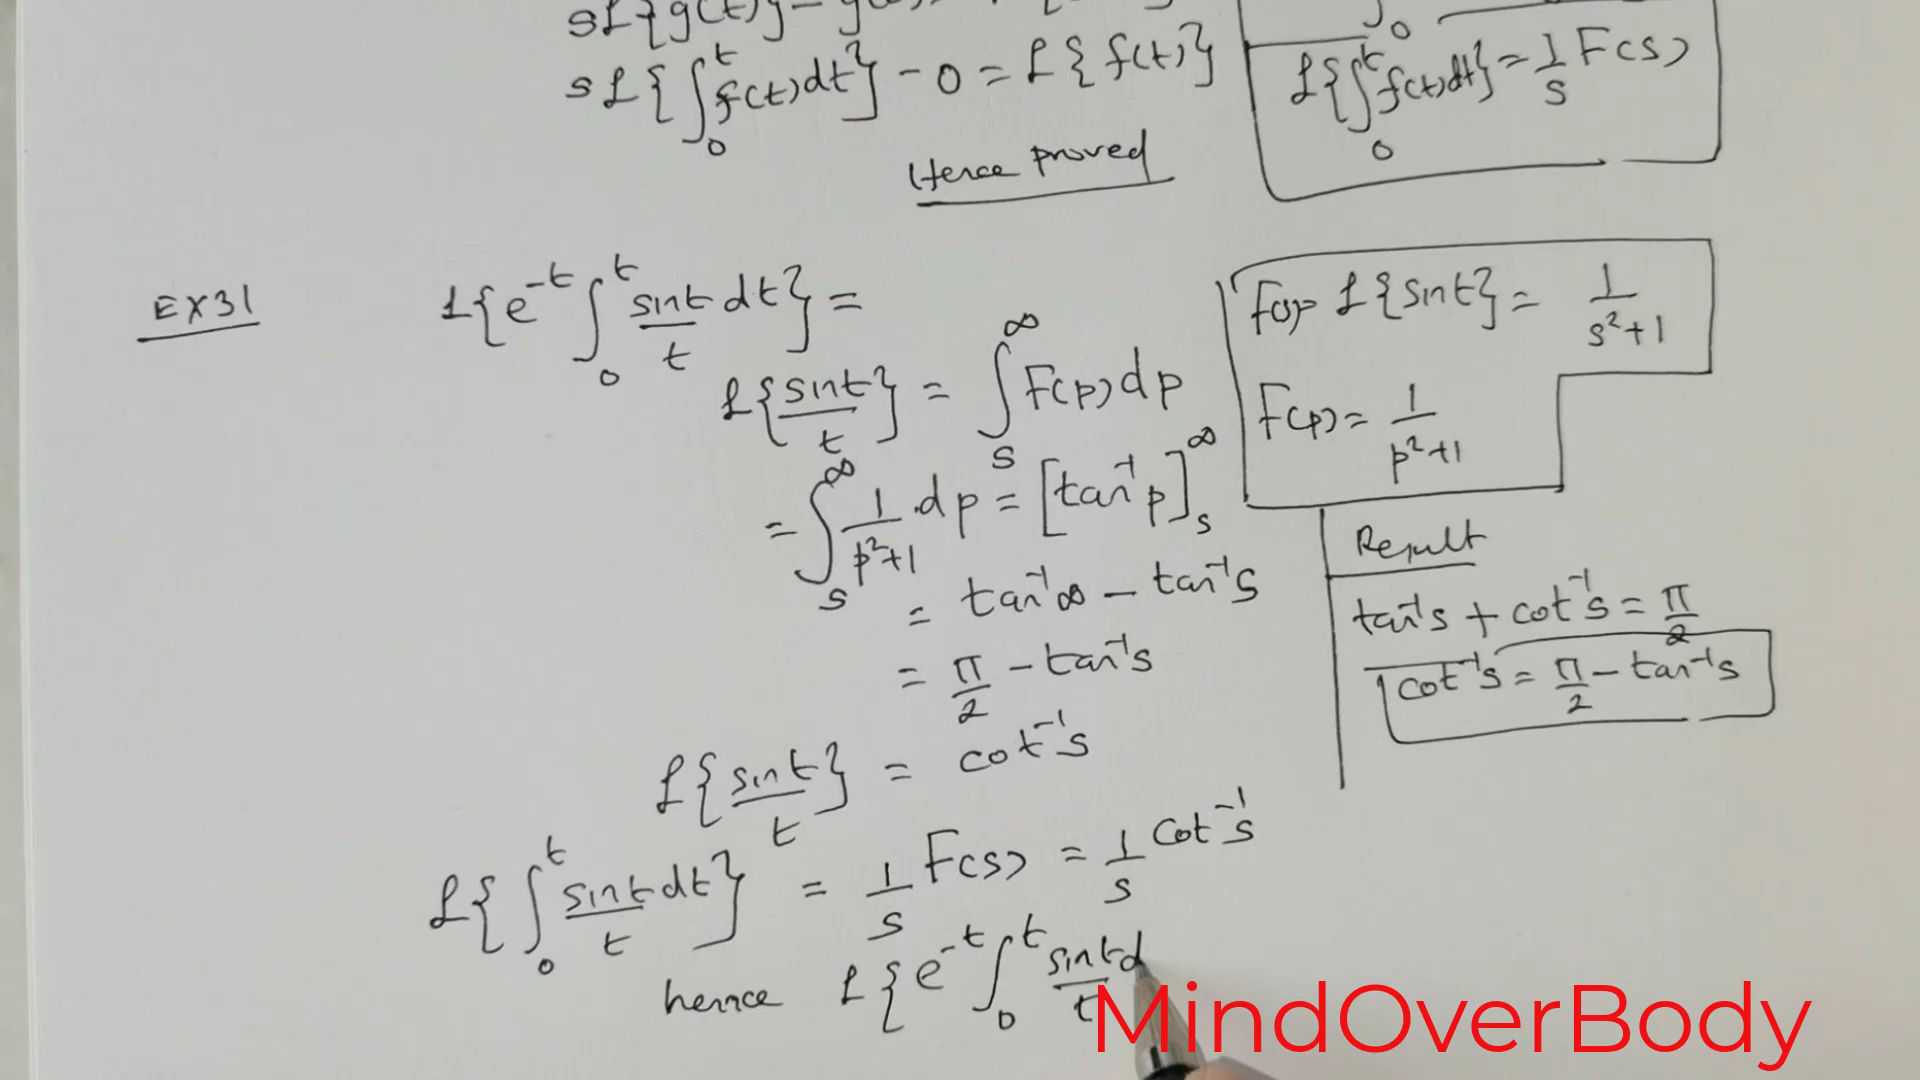 sL{∫₀ᵗ f(t)dt} - 0 = L{f(t)}
L{∫₀ᵗ f(t)dt} = 1/s F(s)
Hence proved
EX31
L{e^-t ∫₀ᵗ sint/t dt} =
F(s) = L{sint} = 1/(s²+1)
L{sint/t} = ∫ₛ^∞ F(p)dp
F(p) = 1/(p²+1)
= ∫ₛ^∞ 1/(p²+1) .dp = [tan⁻¹p]ₛ^∞
Result
= tan⁻¹∞ - tan⁻¹s
tan⁻¹s + cot⁻¹s = π/2
= π/2 - tan⁻¹s
cot⁻¹s = π/2 - tan⁻¹s
L{sint/t} = cot⁻¹s
L{∫₀ᵗ sint/t dt} = 1/s F(s) = 1/s cot⁻¹s
hence L{e^-t ∫₀ᵗ sint/t d
MindOverBody